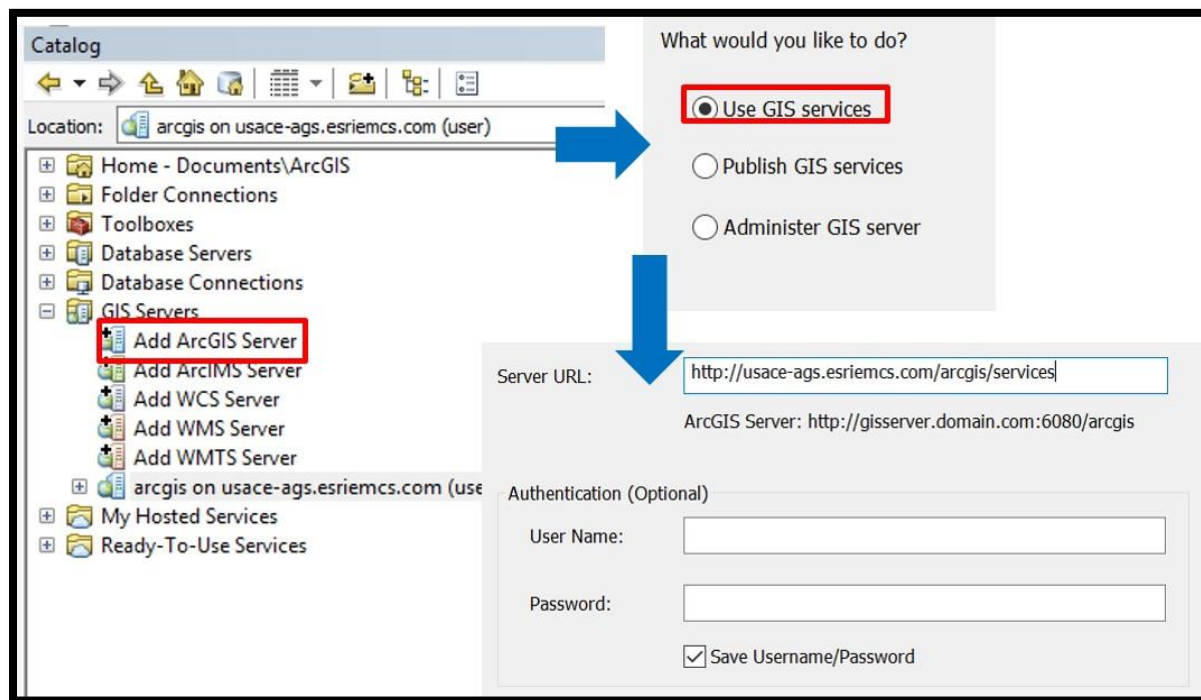 Catalog
Location: arcgis on usace-ags.esriemcs.com (user)
Home - Documents\ArcGIS
Folder Connections
Toolboxes
Database Servers
Database Connections
GIS Servers
Add ArcGIS Server
Add ArcIMS Server
Add WCS Server
Add WMS Server
Add WMTS Server
arcgis on usace-ags.esriemcs.com (use
My Hosted Services
Ready-To-Use Services
What would you like to do?
Use GIS services
Publish GIS services
Administer GIS server
Server URL: http://usace-ags.esriemcs.com/arcgis/services
ArcGIS Server: http://gisserver.domain.com:6080/arcgis
Authentication (Optional)
User Name:
Password:
Save Username/Password